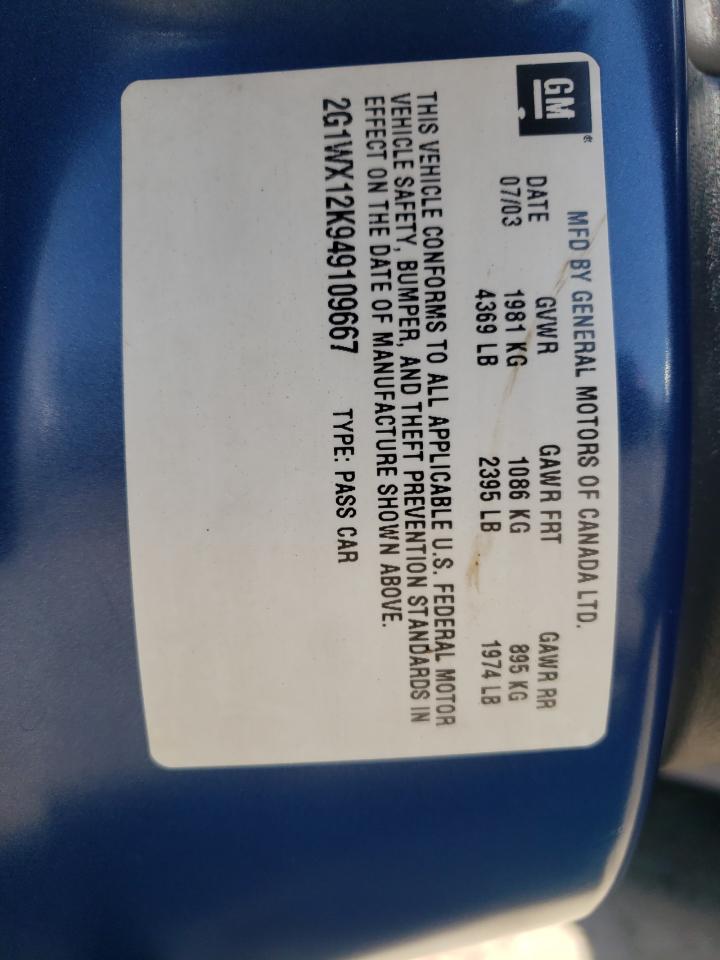 GM
MFD BY GENERAL MOTORS OF CANADA LTD.
DATE GVWR GAWR FRT GAWR RR
07/03 1981 KG 1086 KG 895 KG
4369 LB 2395 LB 1974 LB
THIS VEHICLE CONFORMS TO ALL APPLICABLE U.S. FEDERAL MOTOR
VEHICLE SAFETY, BUMPER, AND THEFT PREVENTION STANDARDS IN
EFFECT ON THE DATE OF MANUFACTURE SHOWN ABOVE.
2G1WX12K949109667 TYPE: PASS CAR